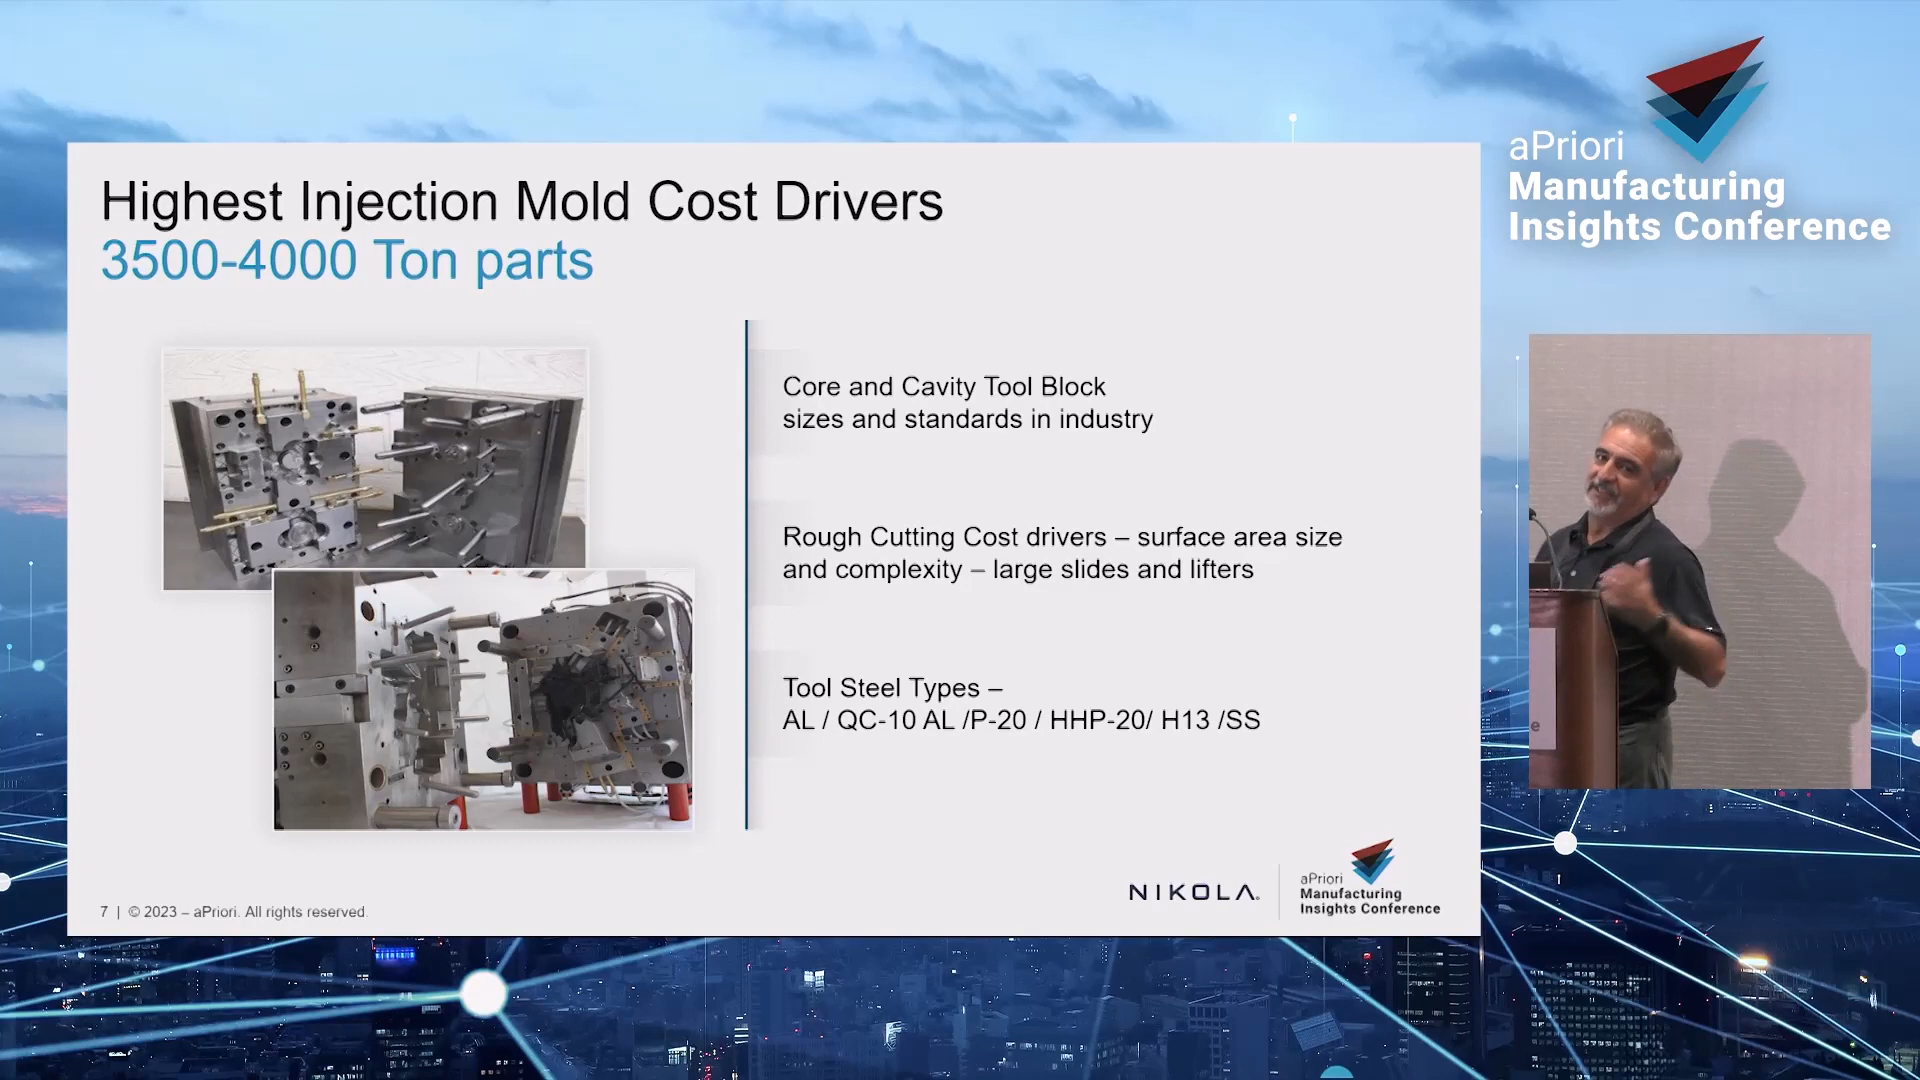 aPriori
Manufacturing
Insights Conference
Highest Injection Mold Cost Drivers
3500-4000 Ton parts
Core and Cavity Tool Block
sizes and standards in industry
Rough Cutting Cost drivers – surface area size
and complexity – large slides and lifters
Tool Steel Types –
AL / QC-10 AL /P-20 / HHP-20/ H13 /SS
e
NIKOLA.
aPriori
Manufacturing
Insights Conference
7 | © 2023 – aPriori. All rights reserved.